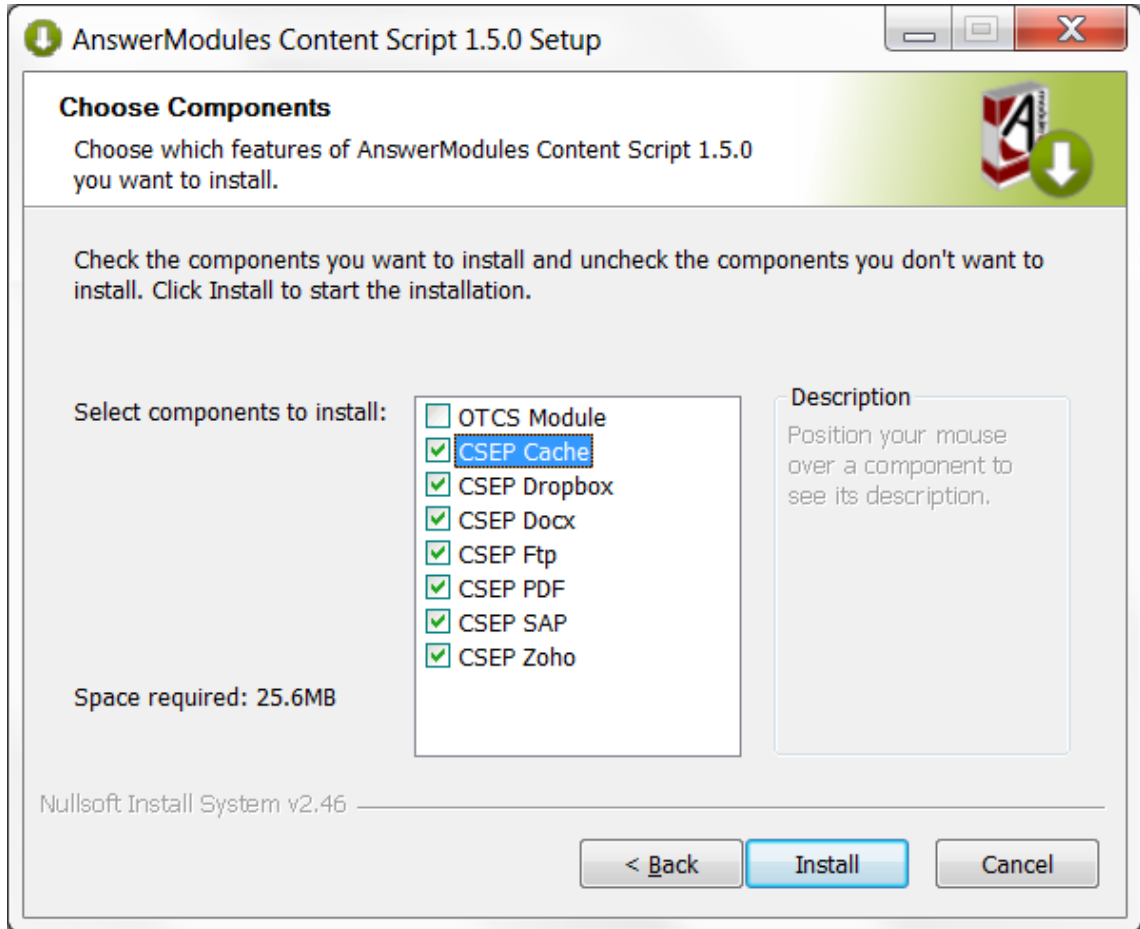 AnswerModules Content Script 1.5.0 Setup
X
Choose Components
Choose which features of AnswerModules Content Script 1.5.0
you want to install.
A
Check the components you want to install and uncheck the components you don't want to
install. Click Install to start the installation.
Select components to install:
OTCS Module
CSEP Cache
CSEP Dropbox
CSEP Docx
CSEP Ftp
CSEP PDF
CSEP SAP
CSEP Zoho
Description
Position your mouse
over a component to
see its description.
Space required: 25.6MB
Nullsoft Install System v2.46
< Back
Install
Cancel